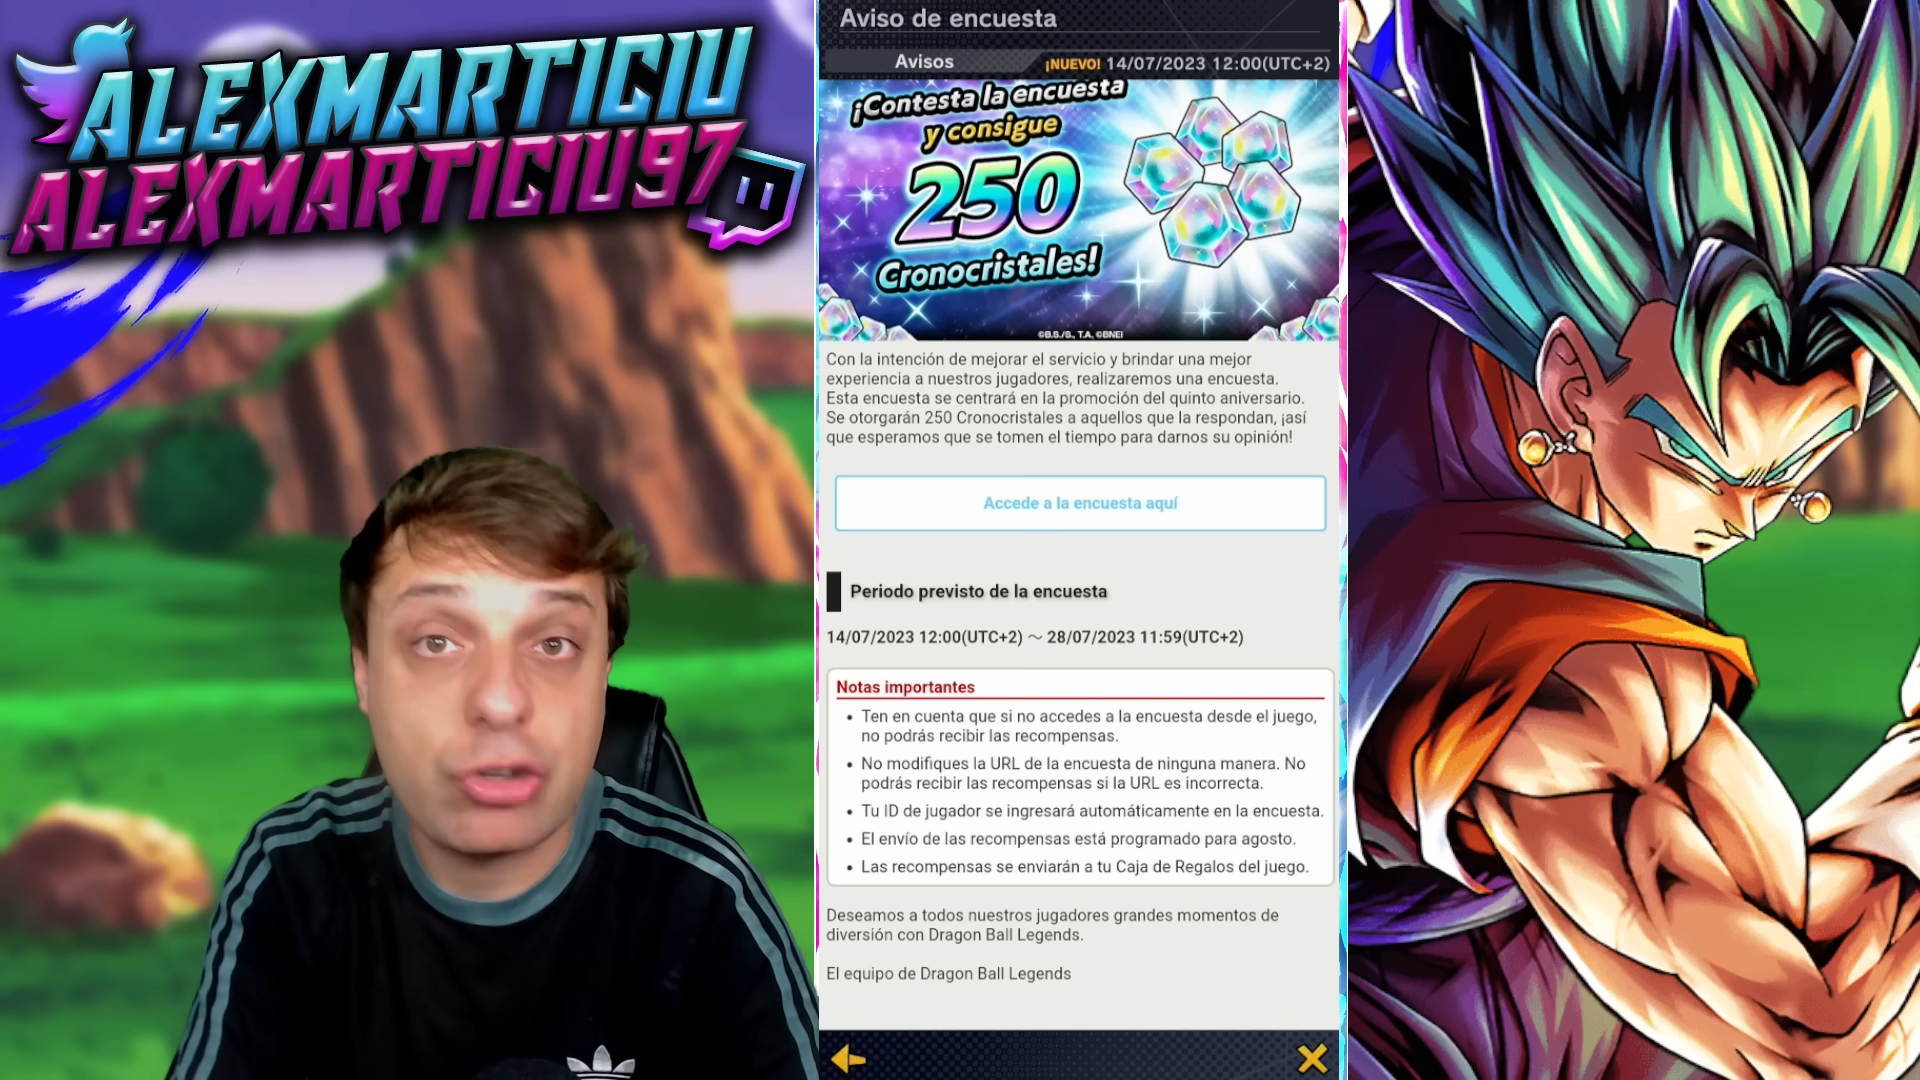 ALEXMARTICIU
ALEXMARTICIU97
Aviso de encuesta
Avisos
¡NUEVO! 14/07/2023 12:00(UTC+2)
¡Contesta la encuesta
y consigue
250
Cronocristales!
©B.S./S., T.A. ©BNEI
Con la intención de mejorar el servicio y brindar una mejor
experiencia a nuestros jugadores, realizaremos una encuesta.
Esta encuesta se centrará en la promoción del quinto aniversario.
Se otorgarán 250 Cronocristales a aquellos que la respondan, ¡así
que esperamos que se tomen el tiempo para darnos su opinión!
Accede a la encuesta aquí
Periodo previsto de la encuesta
14/07/2023 12:00(UTC+2) ～ 28/07/2023 11:59(UTC+2)
Notas importantes
• Ten en cuenta que si no accedes a la encuesta desde el juego,
no podrás recibir las recompensas.
• No modifiques la URL de la encuesta de ninguna manera. No
podrás recibir las recompensas si la URL es incorrecta.
• Tu ID de jugador se ingresará automáticamente en la encuesta.
• El envío de las recompensas está programado para agosto.
• Las recompensas se enviarán a tu Caja de Regalos del juego.
Deseamos a todos nuestros jugadores grandes momentos de
diversión con Dragon Ball Legends.
El equipo de Dragon Ball Legends